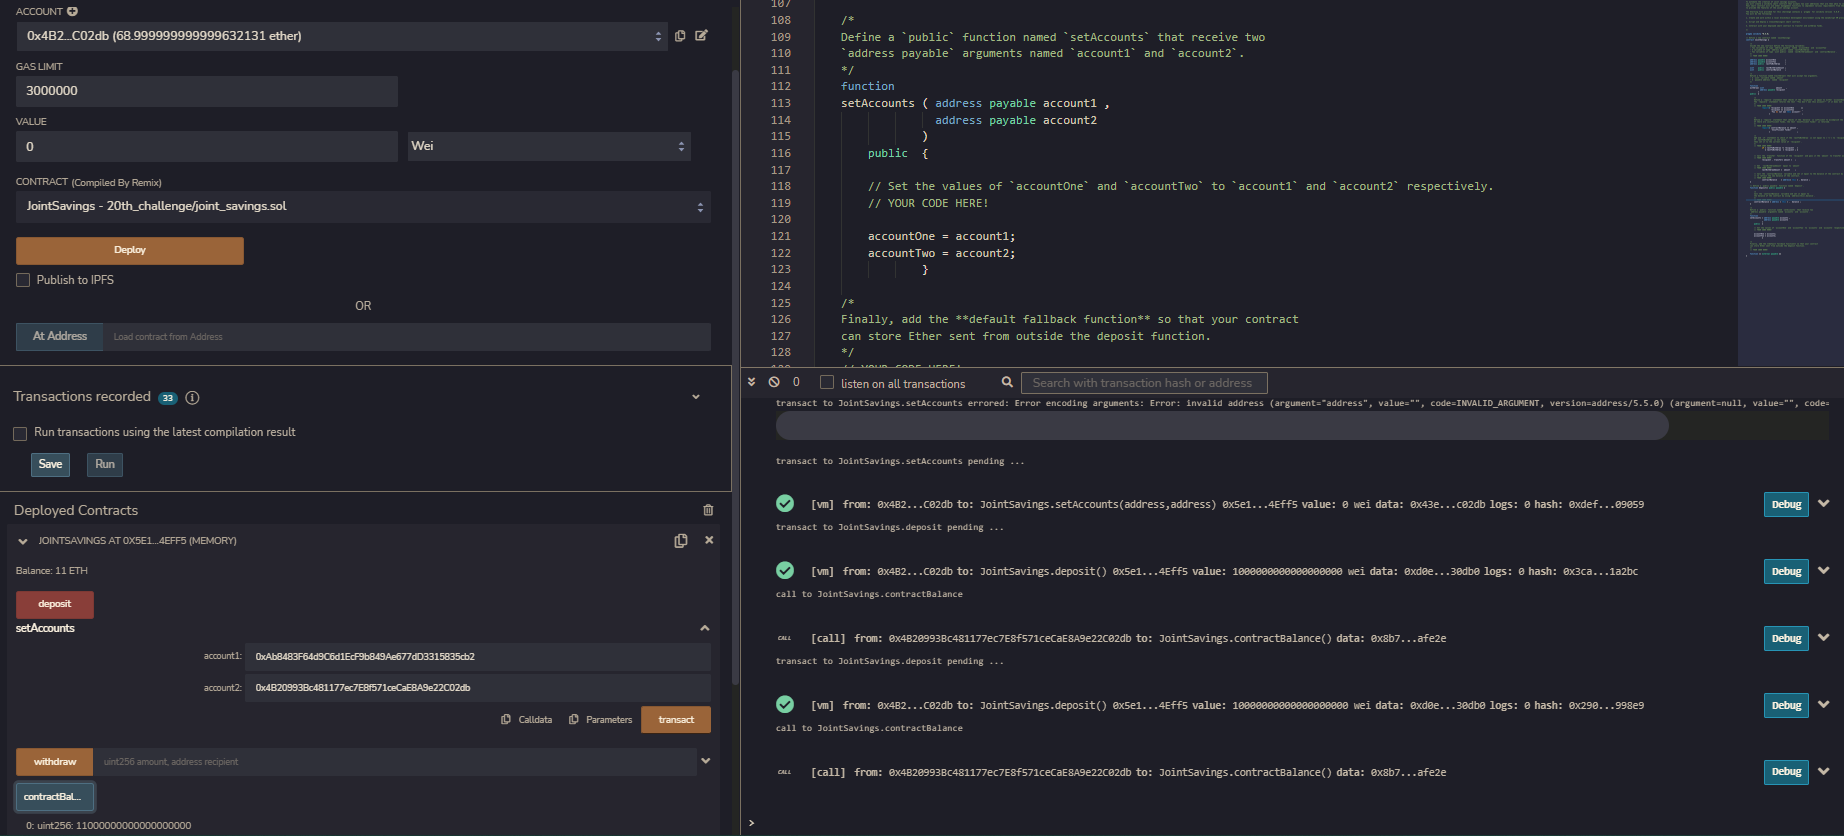 ACCOUNT
0x4B2...C02db (68.999999999999632131 ether)
GAS LIMIT
3000000
VALUE
0
Wei
CONTRACT (Compiled By Remix)
JointSavings - 20th_challenge/joint_savings.sol
Deploy
Publish to IPFS
OR
At Address
Load contract from Address
Transactions recorded 33 i
Run transactions using the latest compilation result
Save
Run
Deployed Contracts
JOINTSAVINGS AT 0X5E1...4EFF5 (MEMORY)
Balance: 11 ETH
deposit
setAccounts
account1: 0xAb8483F64d9C6d1EcF9b849Ae677dD3315835cb2
account2: 0x4B20993Bc481177ec7E8f571ceCaE8A9e22C02db
Calldata
Parameters
transact
withdraw
uint256 amount, address recipient
contractBal...
0: uint256: 11000000000000000000
107
108 /*
109 Define a `public` function named `setAccounts` that receive two
110 `address payable` arguments named `account1` and `account2`.
111 */
112 function
113 setAccounts ( address payable account1 ,
114 address payable account2
115 )
116 public {
117
118 // Set the values of `accountOne` and `accountTwo` to `account1` and `account2` respectively.
119 // YOUR CODE HERE!
120
121 accountOne = account1;
122 accountTwo = account2;
123 }
124
125 /*
126 Finally, add the **default fallback function** so that your contract
127 can store Ether sent from outside the deposit function.
128 */
0
listen on all transactions
Search with transaction hash or address
transact to JointSavings.setAccounts errored: Error encoding arguments: Error: invalid address (argument="address", value="", code=INVALID_ARGUMENT, version=address/5.5.0) (argument=null, value="", code=
transact to JointSavings.setAccounts pending ...
[vm] from: 0x4B2...C02db to: JointSavings.setAccounts(address,address) 0x5e1...4Eff5 value: 0 wei data: 0x43e...c02db logs: 0 hash: 0xdef...09059
Debug
transact to JointSavings.deposit pending ...
[vm] from: 0x4B2...C02db to: JointSavings.deposit() 0x5e1...4Eff5 value: 1000000000000000000 wei data: 0xd0e...30db0 logs: 0 hash: 0x3ca...1a2bc
Debug
call to JointSavings.contractBalance
CALL [call] from: 0x4B20993Bc481177ec7E8f571ceCaE8A9e22C02db to: JointSavings.contractBalance() data: 0x8b7...afe2e
Debug
transact to JointSavings.deposit pending ...
[vm] from: 0x4B2...C02db to: JointSavings.deposit() 0x5e1...4Eff5 value: 10000000000000000000 wei data: 0xd0e...30db0 logs: 0 hash: 0x290...998e9
Debug
call to JointSavings.contractBalance
CALL [call] from: 0x4B20993Bc481177ec7E8f571ceCaE8A9e22C02db to: JointSavings.contractBalance() data: 0x8b7...afe2e
Debug
>